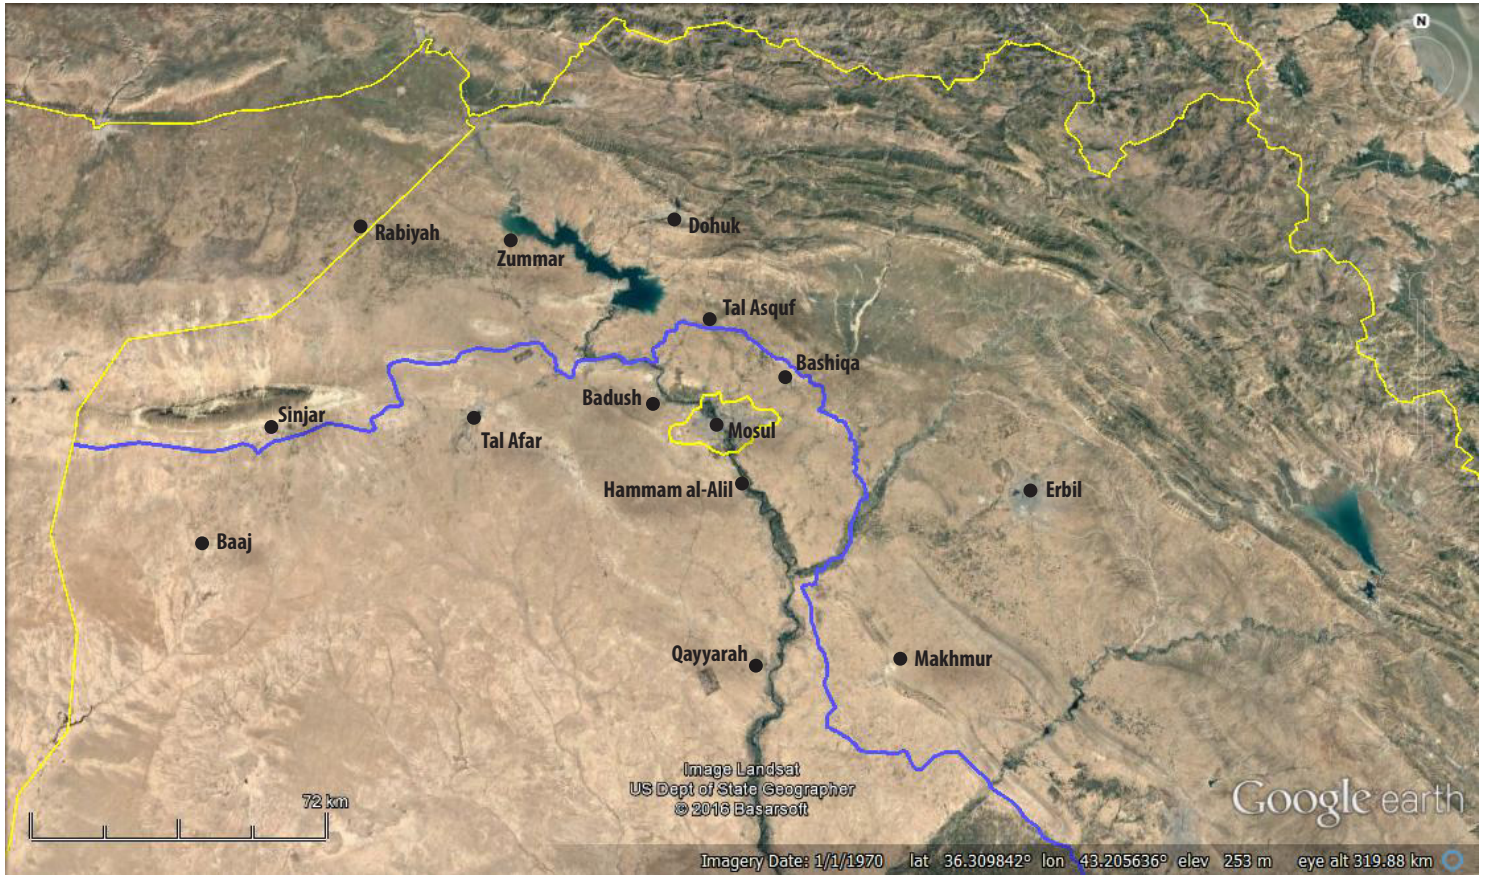 N
Rabiyah
Dohuk
Zummar
Tal Asquf
Bashiqa
Badush
Sinjar
Mosul
Tal Afar
Hammam al-Alil
Erbil
Baaj
Qayyarah
Makhmur
Image Landsat
US Dept of State Geographer
© 2016 Basarsoft
72 km
Google earth
Imagery Date: 1/1/1970 lat 36.309842° lon 43.205636° elev 253 m eye alt 319.88 km